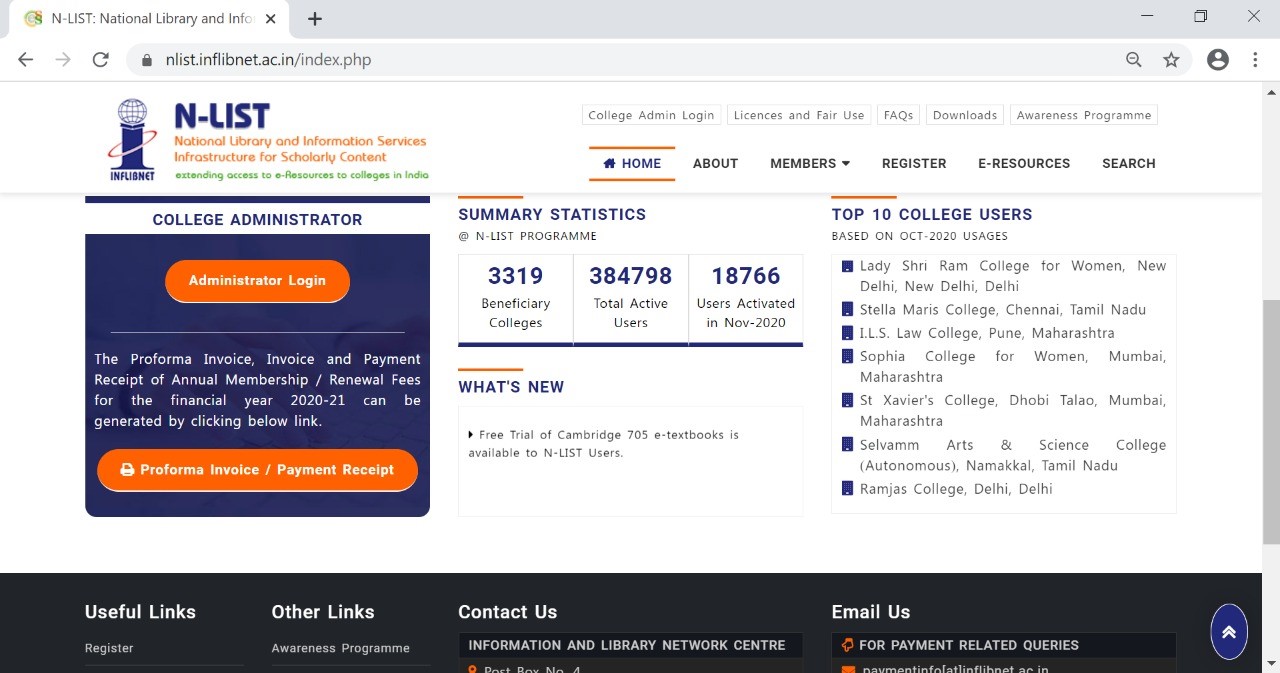 N-LIST: National Library and Info
nlist.inflibnet.ac.in/index.php
INFLIBNET
N-LIST
National Library and Information Services
Infrastructure for Scholarly Content
extending access to e-Resources to colleges in India
College Admin Login
Licences and Fair Use
FAQs
Downloads
Awareness Programme
HOME
ABOUT
MEMBERS
REGISTER
E-RESOURCES
SEARCH
COLLEGE ADMINISTRATOR
Administrator Login
The Proforma Invoice, Invoice and Payment
Receipt of Annual Membership / Renewal Fees
for the financial year 2020-21 can be
generated by clicking below link.
Proforma Invoice / Payment Receipt
SUMMARY STATISTICS
@ N-LIST PROGRAMME
3319
Beneficiary
Colleges
384798
Total Active
Users
18766
Users Activated
in Nov-2020
WHAT'S NEW
Free Trial of Cambridge 705 e-textbooks is
available to N-LIST Users.
TOP 10 COLLEGE USERS
BASED ON OCT-2020 USAGES
Lady Shri Ram College for Women, New
Delhi, New Delhi, Delhi
Stella Maris College, Chennai, Tamil Nadu
I.L.S. Law College, Pune, Maharashtra
Sophia College for Women, Mumbai,
Maharashtra
St Xavier's College, Dhobi Talao, Mumbai,
Maharashtra
Selvamm Arts & Science College
(Autonomous), Namakkal, Tamil Nadu
Ramjas College, Delhi, Delhi
Useful Links
Register
Other Links
Awareness Programme
Contact Us
INFORMATION AND LIBRARY NETWORK CENTRE
Post Box No. 4
Email Us
FOR PAYMENT RELATED QUERIES
paymentinfo[at]inflibnet.ac.in